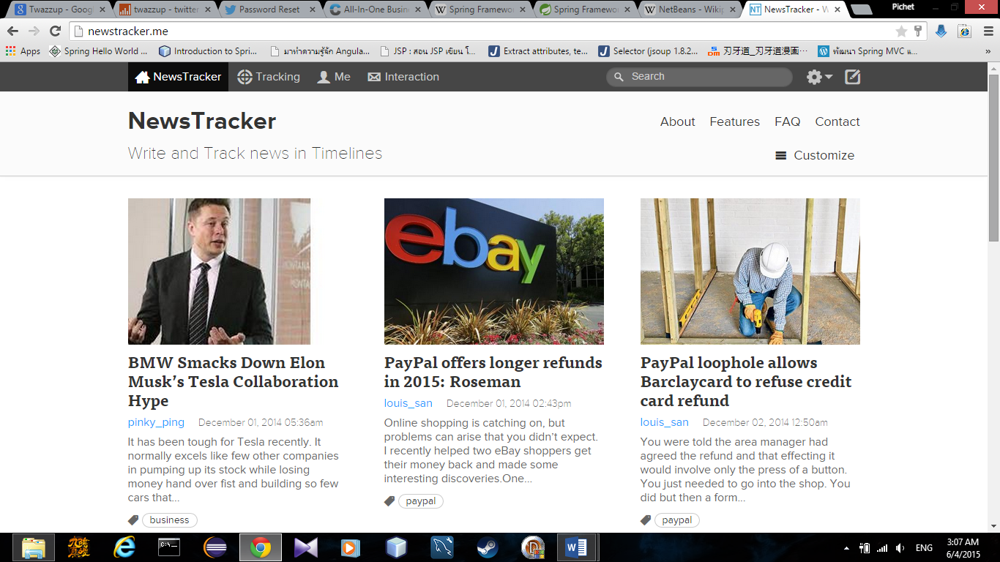 Twazzup - Goog
twazzup - twitter
Password Reset
All-In-One Busin
Spring Framewo
Spring Framewo
NetBeans - Wikip
NewsTracker - W
Pichet
newstracker.me
Apps
Spring Hello World ...
Introduction to Spri...
มาทำความรู้จัก Angula...
JSP : สอน JSP เขียน โ...
Extract attributes, te...
Selector (jsoup 1.8.2...
刃牙道_刃牙道漫画…
พัฒนา Spring MVC แ...
»
NewsTracker
Tracking
Me
Interaction
Search
NewsTracker
About
Features
FAQ
Contact
Write and Track news in Timelines
Customize
ebay
BMW Smacks Down Elon
Musk's Tesla Collaboration
Hype
pinky_ping December 01, 2014 05:36am
It has been tough for Tesla recently. It
normally excels like few other companies
in pumping up its stock while losing
money hand over fist and building so few
cars that...
business
PayPal offers longer refunds
in 2015: Roseman
louis_san December 01, 2014 02:43pm
Online shopping is catching on, but
problems can arise that you didn't expect.
I recently helped two eBay shoppers get
their money back and made some
interesting discoveries.One...
paypal
PayPal loophole allows
Barclaycard to refuse credit
card refund
louis_san December 02, 2014 12:50am
You were told the area manager had
agreed the refund and that effecting it
would involve only the press of a button.
You just needed to go into the shop. You
did but then a form...
paypal
ENG
3:07 AM
6/4/2015